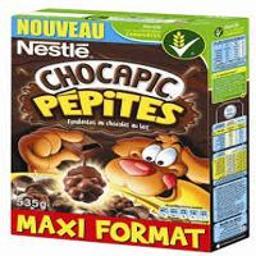 NOUVEAU
Nestlé
CHOCAPIC
PÉPITES
Fondantes au chocolat au lait
535g
MAXI FORMAT